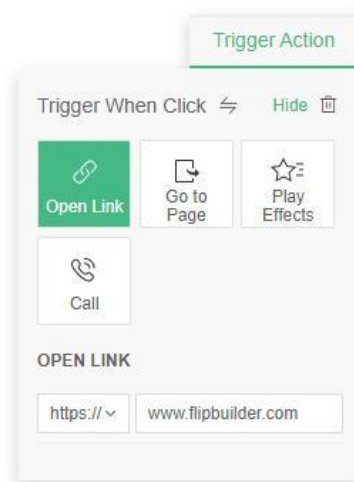 Trigger Action
Trigger When Click Hide
Open Link
Go to
Page
Play
Effects
Call
OPEN LINK
https:// www.flipbuilder.com